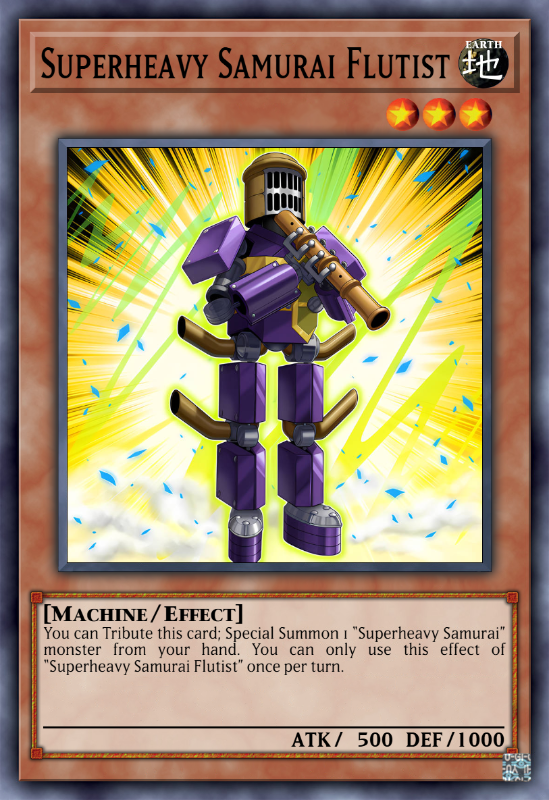 Superheavy Samurai Flutist
EARTH
地
[Machine/Effect]
You can Tribute this card; Special Summon 1 "Superheavy Samurai"
monster from your hand. You can only use this effect of
"Superheavy Samurai Flutist" once per turn.
ATK/ 500 DEF/1000